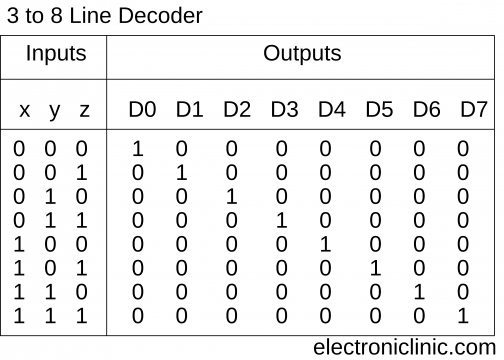 3 to 8 Line Decoder
Inputs Outputs
x y z D0 D1 D2 D3 D4 D5 D6 D7
0 0 0 1 0 0 0 0 0 0 0
0 0 1 0 1 0 0 0 0 0 0
0 1 0 0 0 1 0 0 0 0 0
0 1 1 0 0 0 1 0 0 0 0
1 0 0 0 0 0 0 1 0 0 0
1 0 1 0 0 0 0 0 1 0 0
1 1 0 0 0 0 0 0 0 1 0
1 1 1 0 0 0 0 0 0 0 1
electroniclinic.com